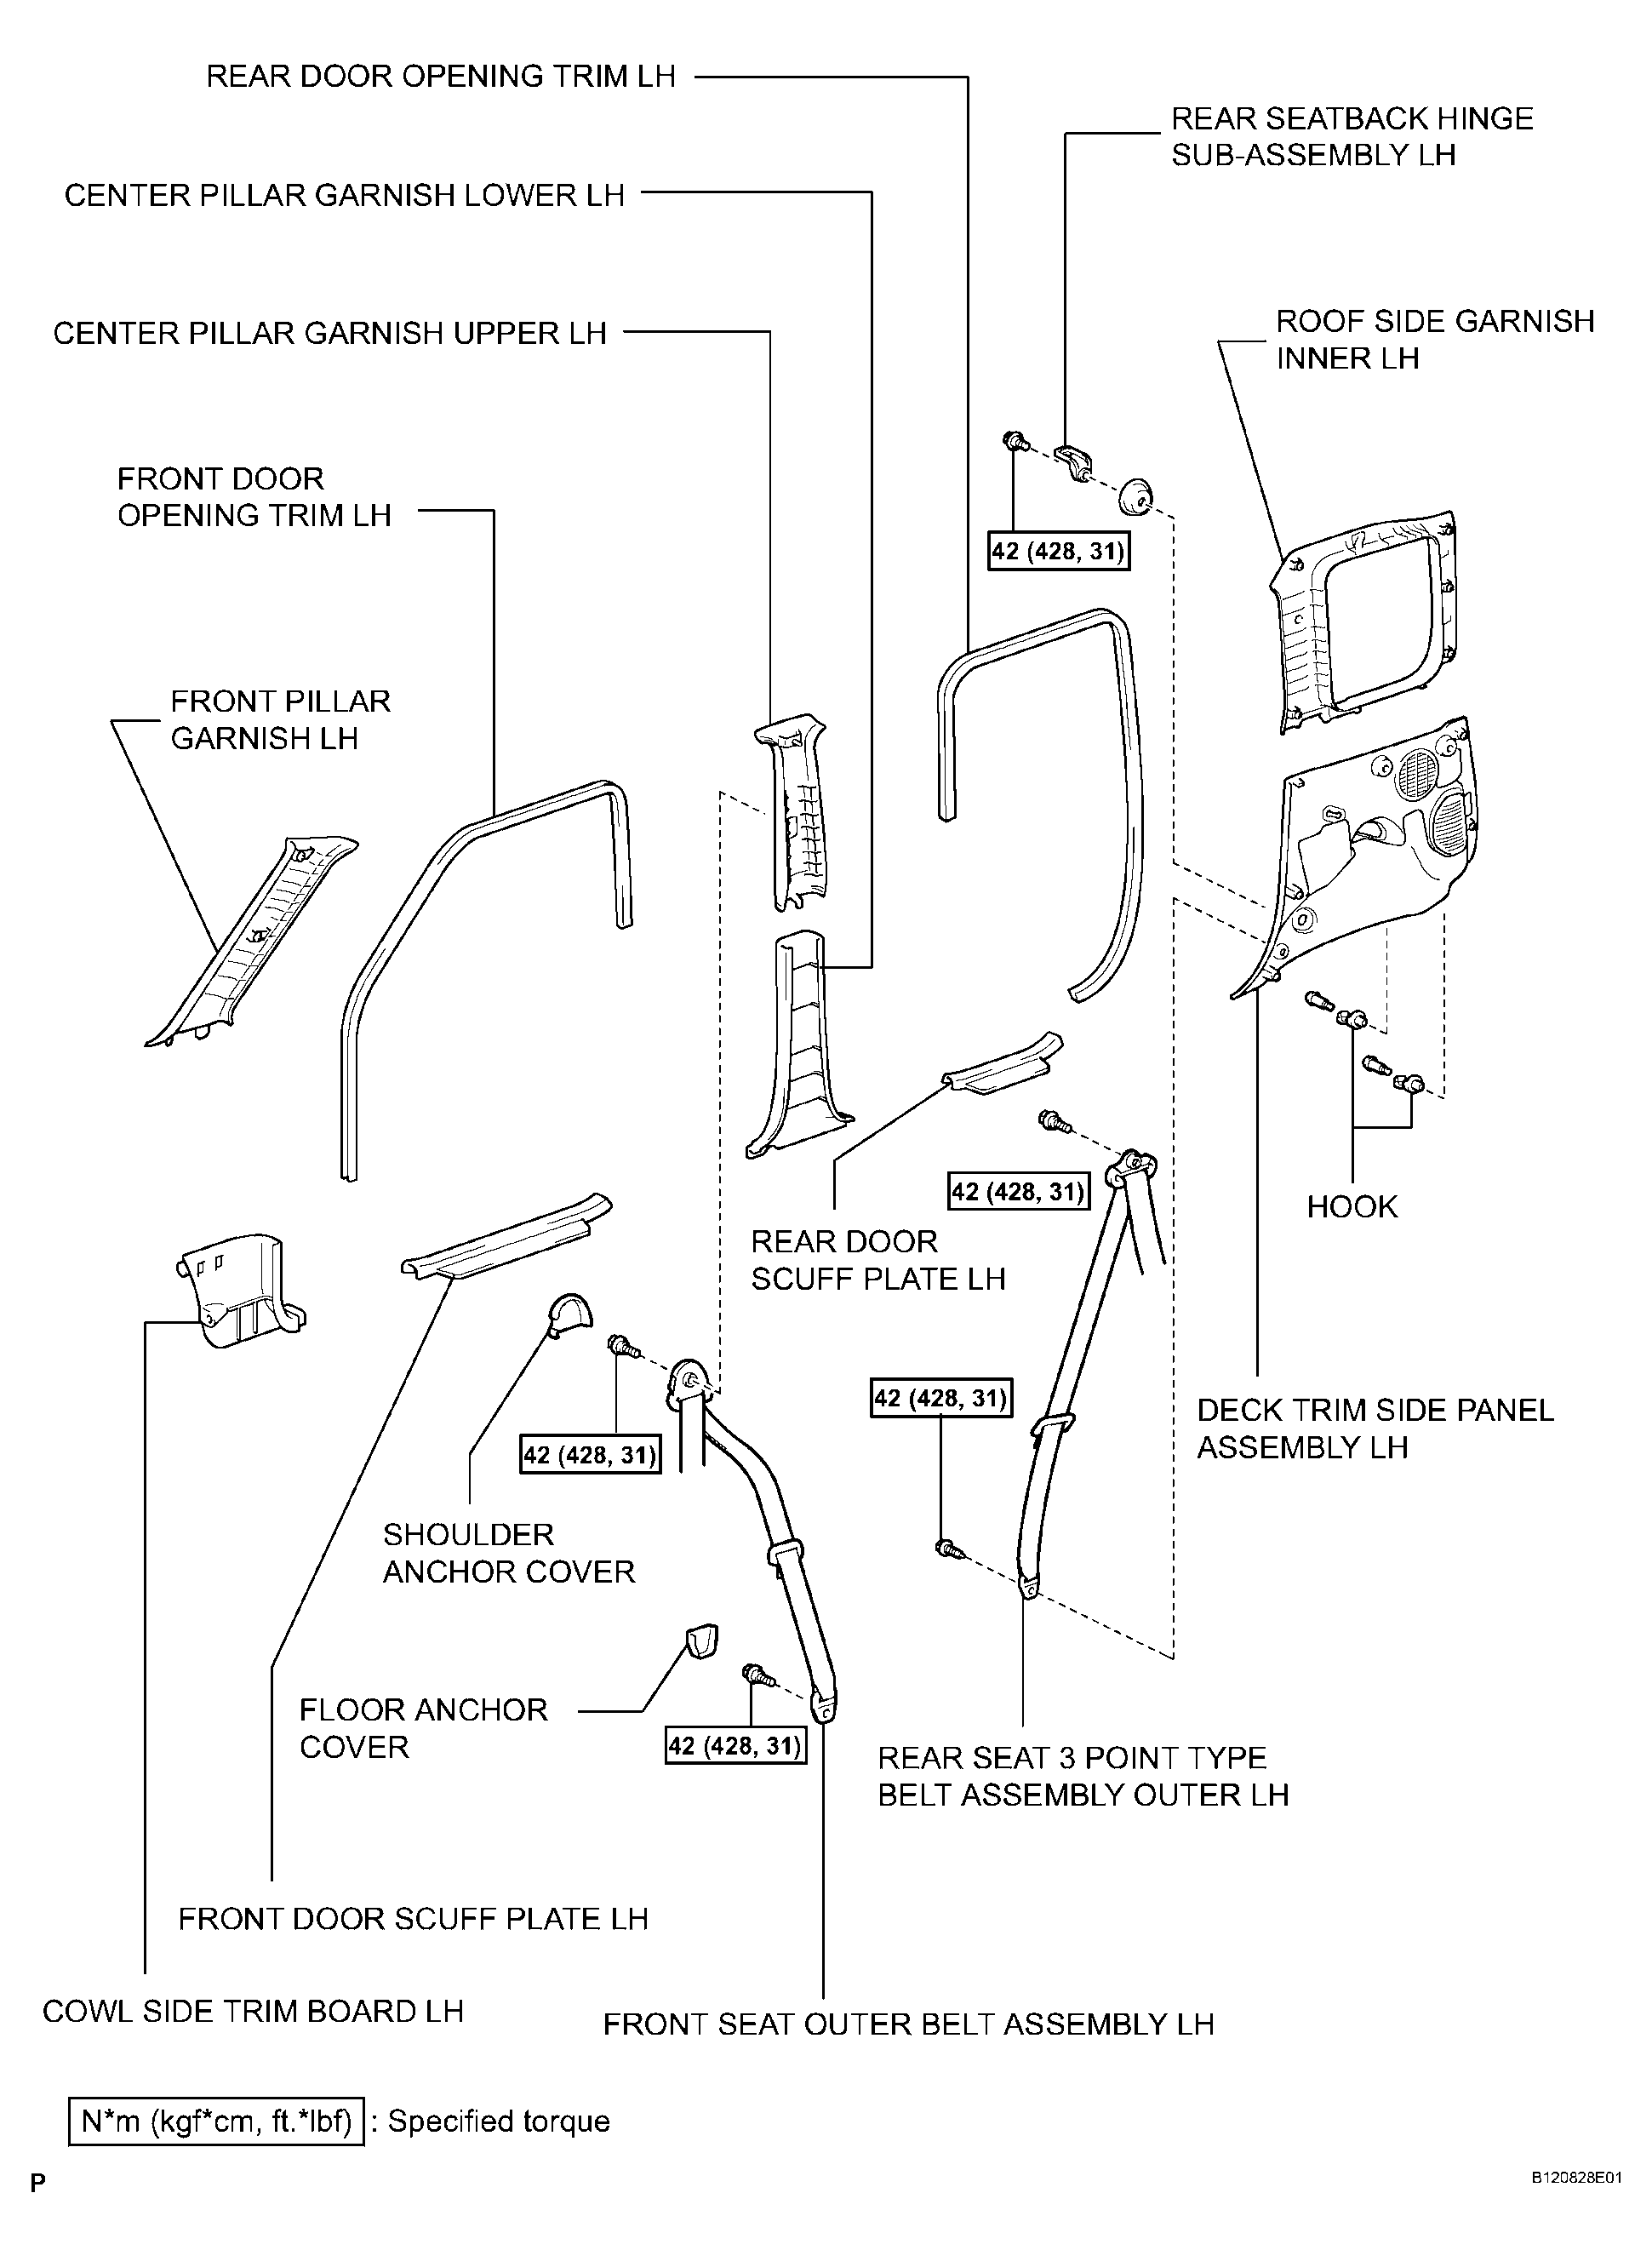 REAR DOOR OPENING TRIM LH
REAR SEATBACK HINGE
SUB-ASSEMBLY LH
CENTER PILLAR GARNISH LOWER LH
CENTER PILLAR GARNISH UPPER LH
ROOF SIDE GARNISH
INNER LH
FRONT DOOR
OPENING TRIM LH
42 (428, 31)
FRONT PILLAR
GARNISH LH
42 (428, 31)
HOOK
REAR DOOR
SCUFF PLATE LH
42 (428, 31)
DECK TRIM SIDE PANEL
ASSEMBLY LH
42 (428, 31)
SHOULDER
ANCHOR COVER
FLOOR ANCHOR
COVER
42 (428, 31)
REAR SEAT 3 POINT TYPE
BELT ASSEMBLY OUTER LH
FRONT DOOR SCUFF PLATE LH
COWL SIDE TRIM BOARD LH
FRONT SEAT OUTER BELT ASSEMBLY LH
N*m (kgf*cm, ft.*lbf) : Specified torque
P
B120828E01